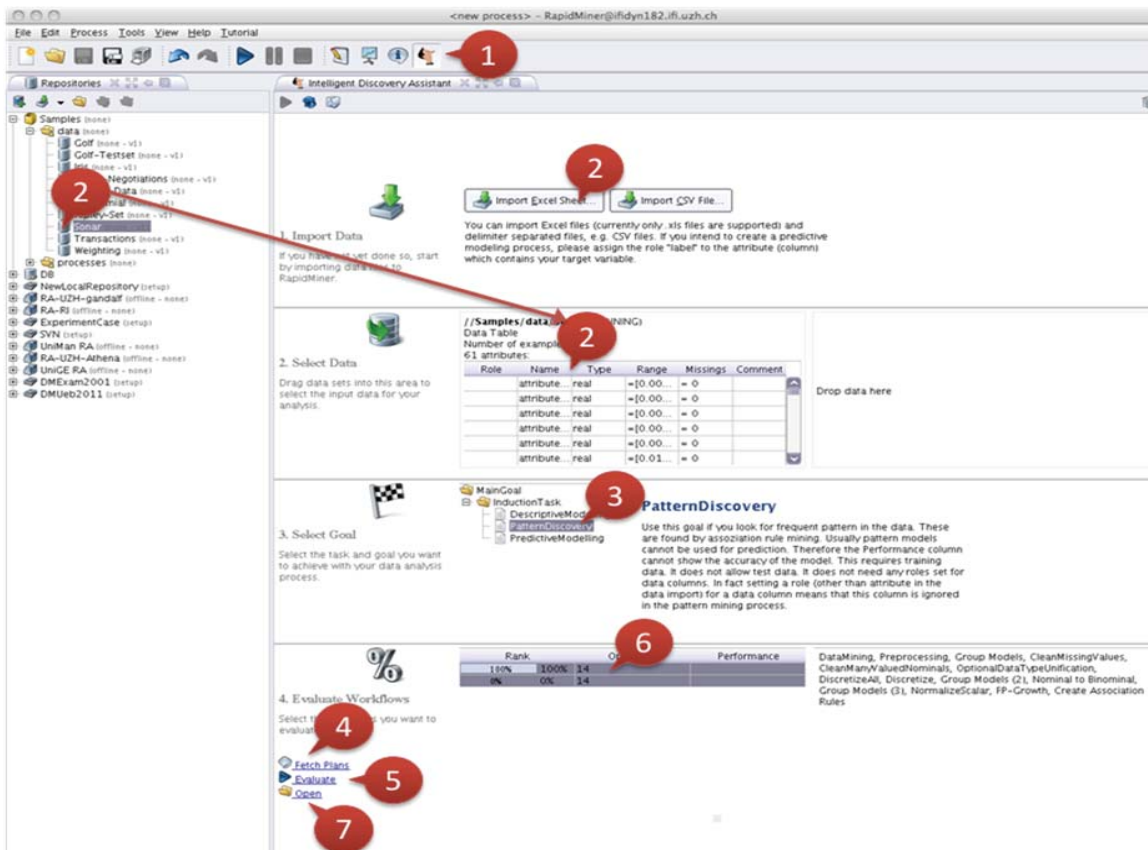 <new process> – RapidMiner@ifidyn182.ifi.uzh.ch
File Edit Process Tools View Help Tutorial
1
Repositories
Intelligent Discovery Assistant
Samples (none)
data (none)
Golf (none - v1)
Golf-Testset (none - v1)
(none - v1)
Negotiations (none - v1)
Data (none - v1)
(none - v1)
Set (none - v1)
Sonar
Transactions (none - v1)
Weighting (none - v1)
processes (none)
DB
NewLocalRepository (setup)
RA-UZH-gandalf (offline - none)
RA-RI (offline - none)
ExperimentCase (setup)
SVN (setup)
UniMan RA (offline - none)
RA-UZH-Athena (offline - none)
UniGE RA (offline - none)
DMExam2001 (setup)
DMUeb2011 (setup)
2
2
Import Excel Sheet...
Import CSV File...
1. Import Data
If you have not yet done so, start
by importing data into
RapidMiner.
You can import Excel files (currently only .xls files are supported) and
delimiter separated files, e.g. CSV files. If you intend to create a predictive
modeling process, please assign the role "label" to the attribute (column)
which contains your target variable.
2
2. Select Data
Drag data sets into this area to
select the input data for your
analysis.
//Samples/data/
Data Table
Number of
61 attributes:
Role Name Type Range Missings Comment
attribute... real =[0.00... = 0
attribute... real =[0.00... = 0
attribute... real =[0.00... = 0
attribute... real =[0.00... = 0
attribute... real =[0.01... = 0
Drop data here
3
3. Select Goal
Select the task and goal you want
to achieve with your data analysis
process.
MainGoal
InductionTask
PatternDiscovery
PredictiveModelling
PatternDiscovery
Use this goal if you look for frequent pattern in the data. These
are found by assoziation rule mining. Usually pattern models
cannot be used for prediction. Therefore the Performance column
cannot show the accuracy of the model. This requires training
data. It does not allow test data. It does not need any roles set for
data columns. In fact setting a role (other than attribute in the
data import) for a data column means that this column is ignored
in the pattern mining process.
6
4. Evaluate Workflows
Select you want to
Rank Performance
100% 100% 14
0% 0% 14
DataMining, Preprocessing, Group Models, CleanMissingValues,
CleanManyValuedNominals, OptionalDataTypeUnification,
DiscretizeAll, Discretize, Group Models (2), Nominal to Binominal,
Group Models (3), NormalizeScalar, FP-Growth, Create Association
Rules
4
Fetch Plans
Evaluate
5
Open
7